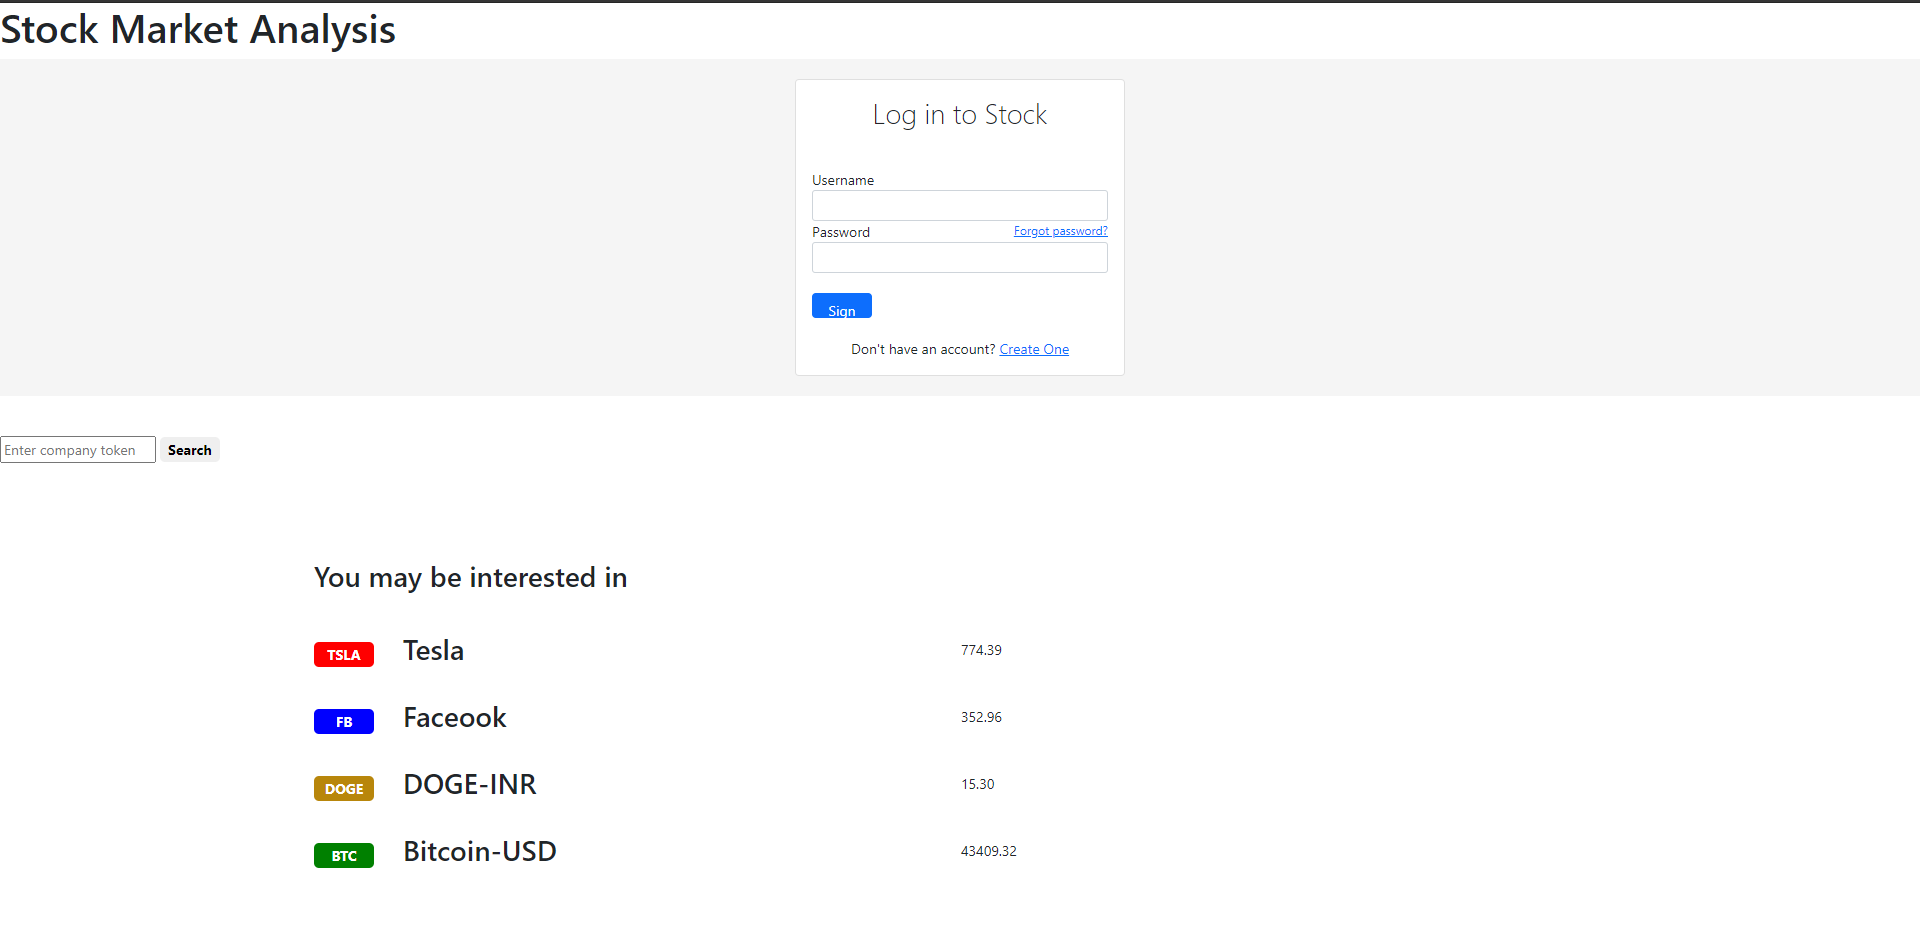 Stock Market Analysis
Log in to Stock
Username
Password Forgot password?
Sign
Don't have an account? Create One
Enter company token Search
You may be interested in
TSLA Tesla 774.39
FB Faceook 352.96
DOGE DOGE-INR 15.30
BTC Bitcoin-USD 43409.32